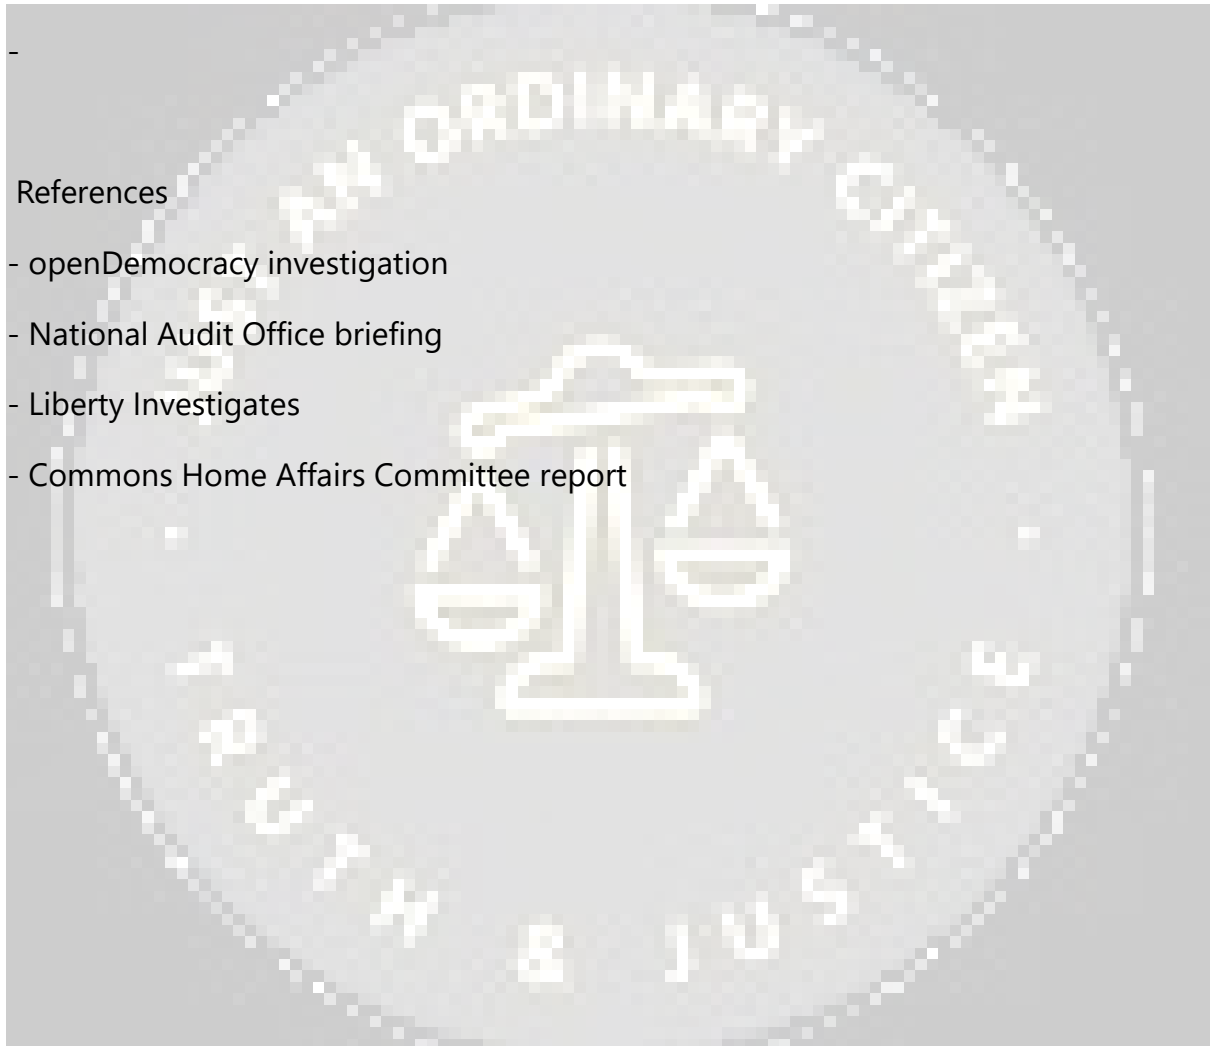 -
References
- openDemocracy investigation
- National Audit Office briefing
- Liberty Investigates
- Commons Home Affairs Committee report
JUST AN ORDINARY CITIZEN
· TRUTH & JUSTICE ·